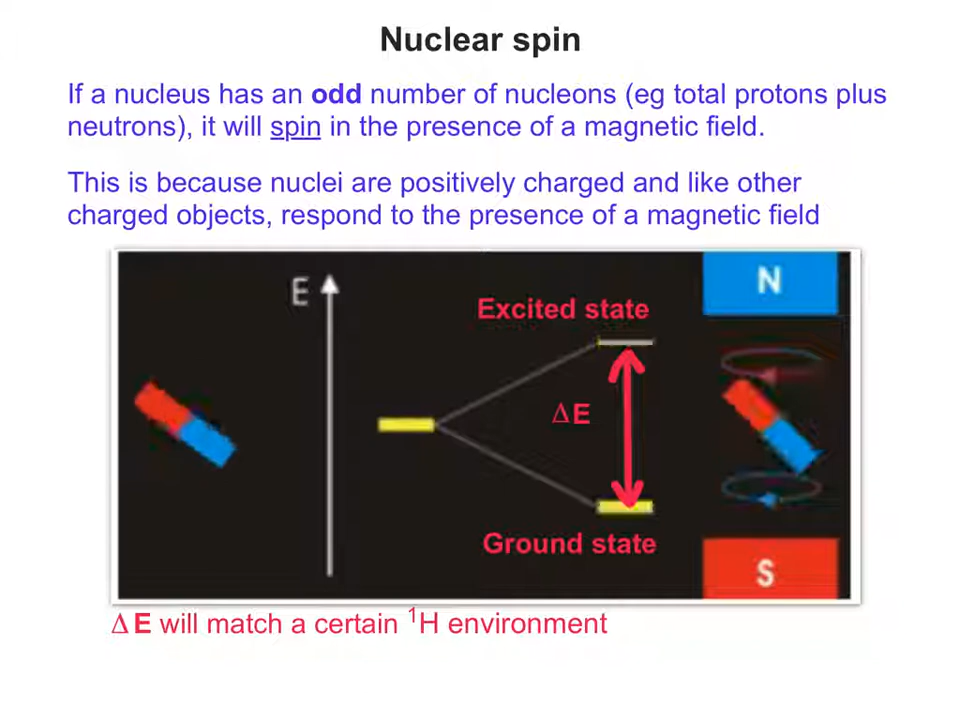 Nuclear spin
If a nucleus has an odd number of nucleons (eg total protons plus
neutrons), it will spin in the presence of a magnetic field.
This is because nuclei are positively charged and like other
charged objects, respond to the presence of a magnetic field
E
N
Excited state
Δ E
Ground state
S
Δ E will match a certain ¹H environment